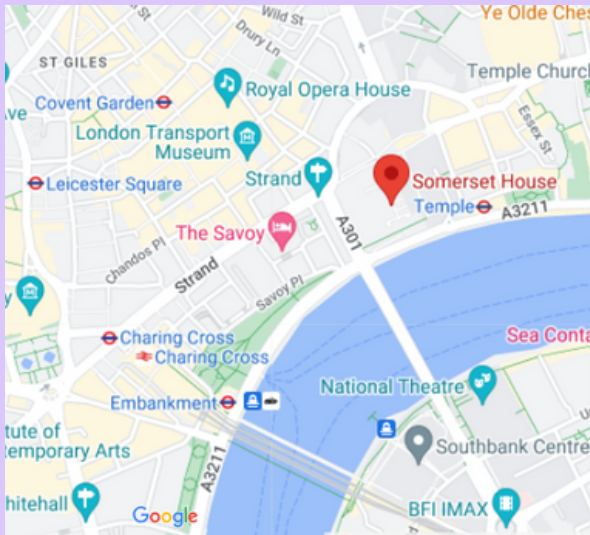 Ye Olde Ches
Wild St
Drury Ln
ST GILES
Temple Church
Royal Opera House
Covent Garden
Ave
Essex St
London Transport
Museum
Strand
Leicester Square
Somerset House
Temple
A3211
The Savoy
A301
Chandos Pl
Strand
Savoy Pl
y
Charing Cross
Charing Cross
Sea Conta
National Theatre
Embankment
tute of
temporary Arts
Southbank Centre
A3211
hitehall
BFI IMAX
Google